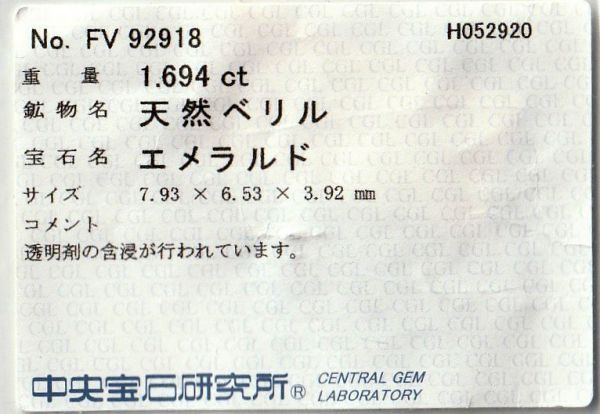 No. FV 92918 H052920
重量 1.694 ct
鉱物名 天然ベリル
宝石名 エメラルド
サイズ 7.93 × 6.53 × 3.92 mm
コメント
透明剤の含浸が行われています。
中央宝石研究所® CENTRAL GEM LABORATORY